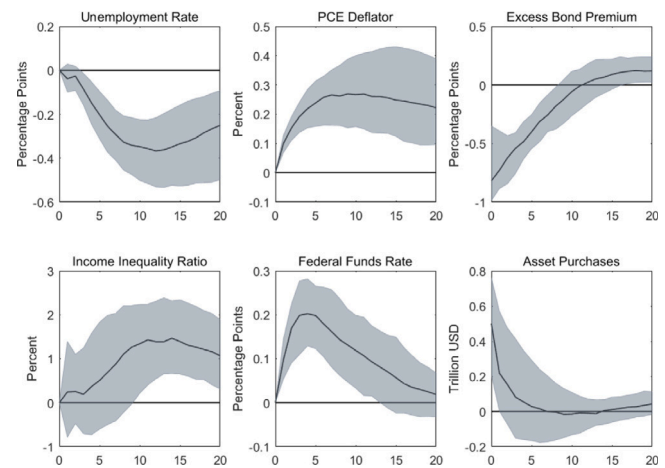 Unemployment Rate
Percentage Points
0.2
0
-0.2
-0.4
-0.6
0 5 10 15 20
PCE Deflator
Percent
0.5
0.4
0.3
0.2
0.1
0
-0.1
0 5 10 15 20
Excess Bond Premium
Percentage Points
0.5
0
-0.5
-1
0 5 10 15 20
Income Inequality Ratio
Percent
3
2
1
0
-1
0 5 10 15 20
Federal Funds Rate
Percentage Points
0.3
0.2
0.1
0
-0.1
0 5 10 15 20
Asset Purchases
Trillion USD
0.8
0.6
0.4
0.2
0
-0.2
0 5 10 15 20